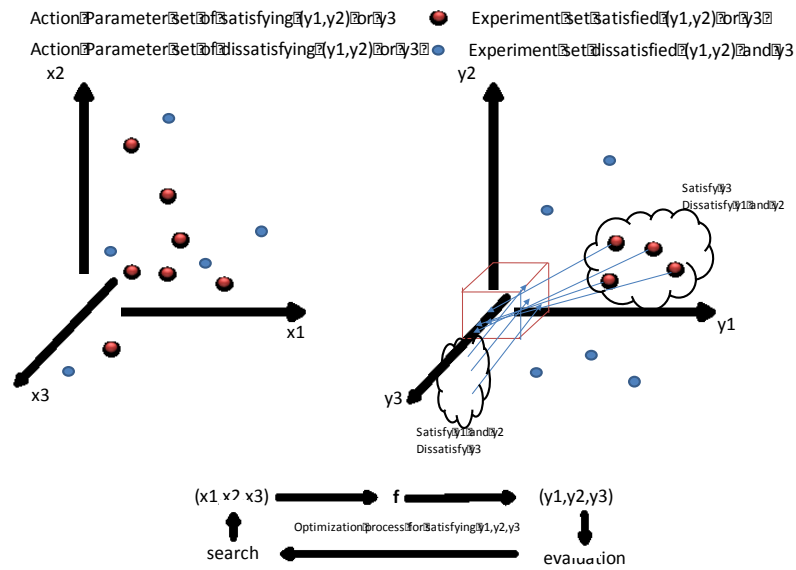 Action Parameter set of satisfying (y1,y2) or y3
Experiment set satisfied (y1,y2) or y3
Action Parameter set of dissatisfying (y1,y2) or y3
Experiment set dissatisfied (y1,y2) and y3
x2
y2
Satisfy y3
Dissatisfy y1 and y2
x1
y1
x3
y3
Satisfy y1 and y2
Dissatisfy y3
(x1,x2,x3)
f
(y1,y2,y3)
Optimization process for satisfying y1,y2,y3
search
evaluation